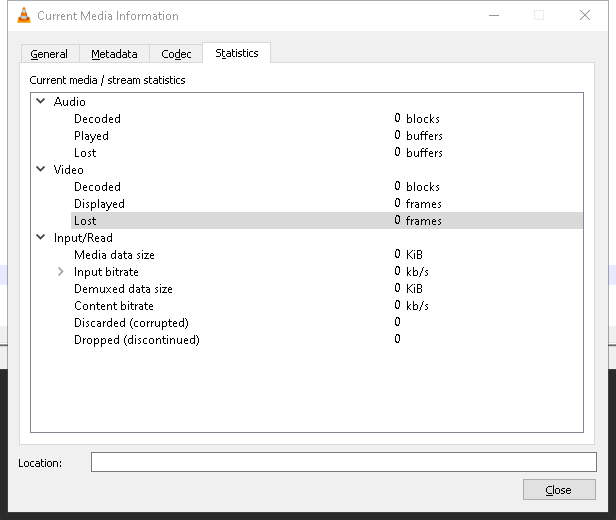 Current Media Information
General Metadata Codec Statistics
Current media / stream statistics
Audio
Decoded 0 blocks
Played 0 buffers
Lost 0 buffers
Video
Decoded 0 blocks
Displayed 0 frames
Lost 0 frames
Input/Read
Media data size 0 KiB
Input bitrate 0 kb/s
Demuxed data size 0 KiB
Content bitrate 0 kb/s
Discarded (corrupted) 0
Dropped (discontinued) 0
Location:
Close